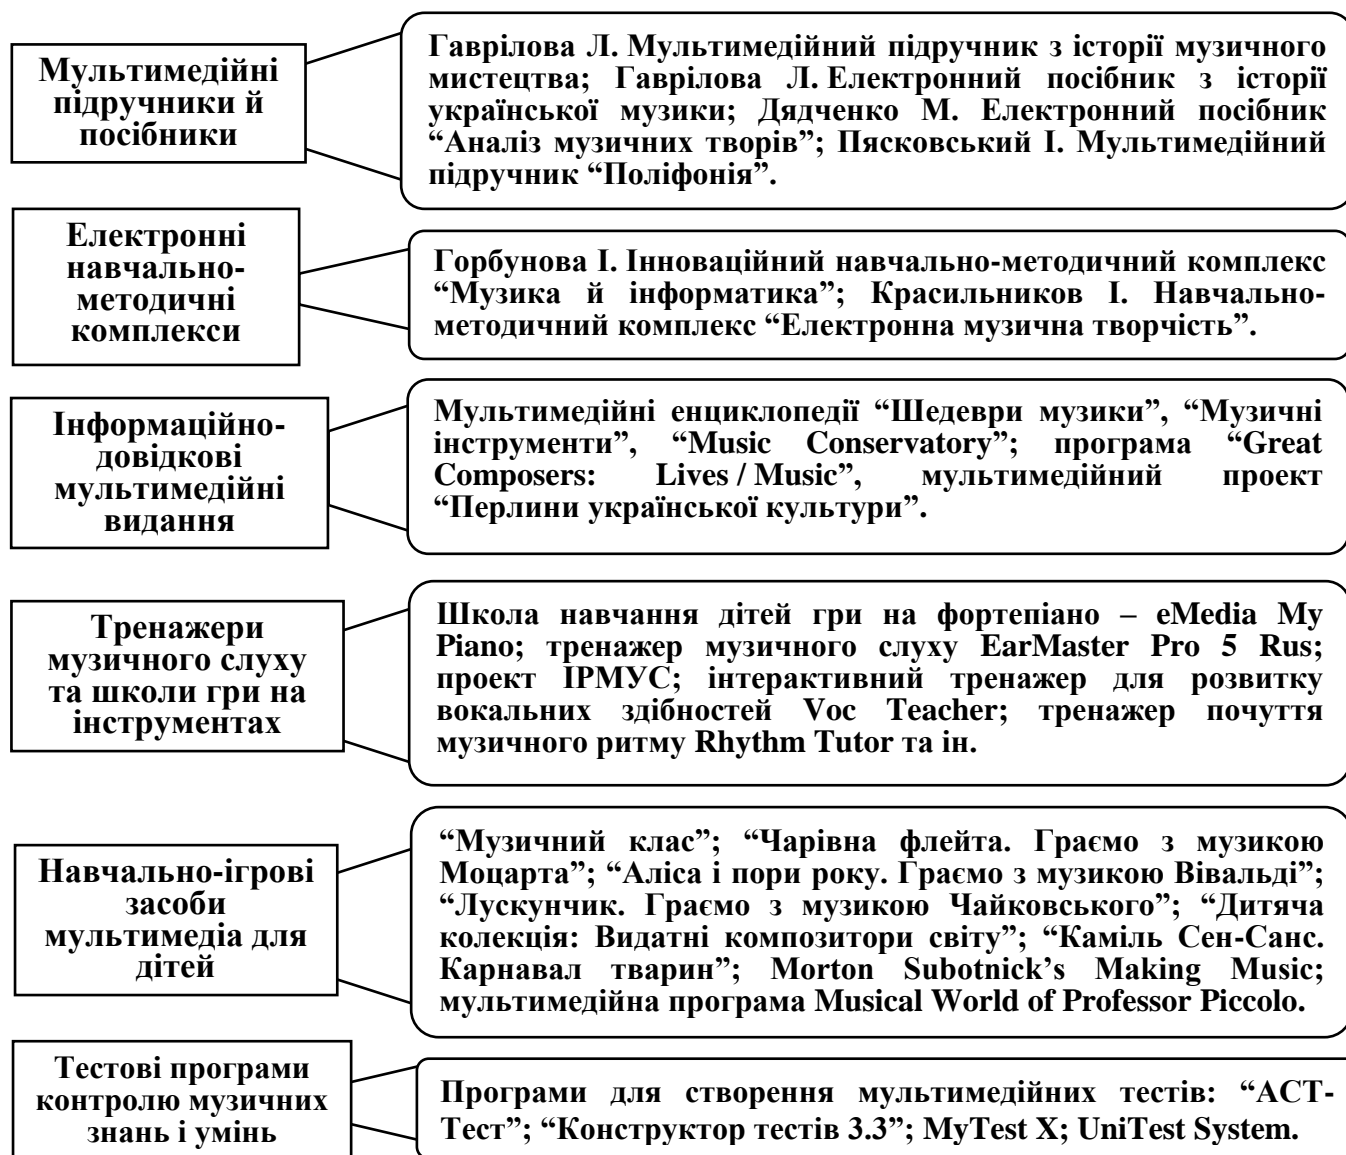 Мультимедійні
підручники й
посібники
Гаврілова Л. Мультимедійний підручник з історії музичного
мистецтва; Гаврілова Л. Електронний посібник з історії
української музики; Дядченко М. Електронний посібник
“Аналіз музичних творів”; Пясковський І. Мультимедійний
підручник “Поліфонія”.
Електронні
навчально-
методичні
комплекси
Горбунова І. Інноваційний навчально-методичний комплекс
“Музика й інформатика”; Красильников І. Навчально-
методичний комплекс “Електронна музична творчість”.
Інформаційно-
довідкові
мультимедійні
видання
Мультимедійні енциклопедії “Шедеври музики”, “Музичні
інструменти”, “Music Conservatory”; програма “Great
Composers: Lives / Music”, мультимедійний проект
“Перлини української культури”.
Тренажери
музичного слуху
та школи гри на
інструментах
Школа навчання дітей гри на фортепіано – eMedia My
Piano; тренажер музичного слуху EarMaster Pro 5 Rus;
проект ІРМУС; інтерактивний тренажер для розвитку
вокальних здібностей Voc Teacher; тренажер почуття
музичного ритму Rhythm Tutor та ін.
Навчально-ігрові
засоби
мультимедіа для
дітей
“Музичний клас”; “Чарівна флейта. Граємо з музикою
Моцарта”; “Аліса і пори року. Граємо з музикою Вівальді”;
“Лускунчик. Граємо з музикою Чайковського”; “Дитяча
колекція: Видатні композитори світу”; “Каміль Сен-Санс.
Карнавал тварин”; Morton Subotnick’s Making Music;
мультимедійна програма Musical World of Professor Piccolo.
Тестові програми
контролю музичних
знань і умінь
Програми для створення мультимедійних тестів: “АСТ-
Тест”; “Конструктор тестів 3.3”; MyTest X; UniTest System.